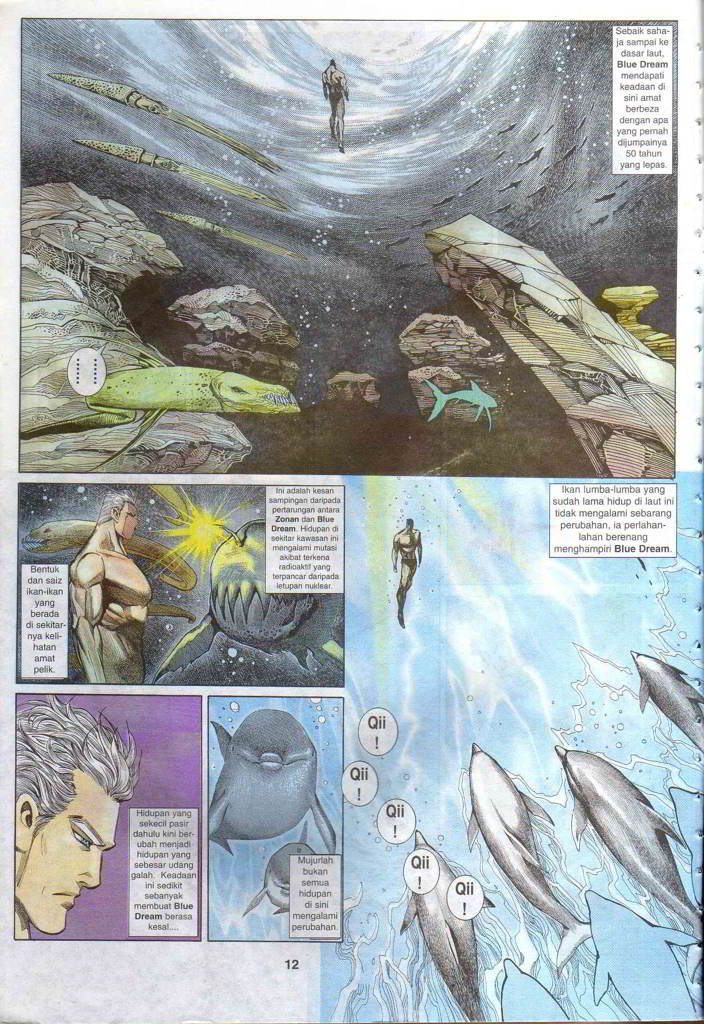 Sebaik saha-
ja sampai ke
dasar laut,
Blue Dream
mendapati
keadaan di
sini amat
berbeza
dengan apa
yang pernah
dijumpainya
50 tahun
yang lepas.
! !
Bentuk
dan saiz
ikan-ikan
yang
berada
di sekitar-
nya keli-
hatan
amat
pelik.
Ini adalah kesan
sampingan daripada
pertarungan antara
Zonan dan Blue
Dream. Hidupan di
sekitar kawasan ini
mengalami mutasi
akibat terkena
radioaktif yang
terpancar daripada
letupan nuklear.
Ikan lumba-lumba yang
sudah lama hidup di laut ini
tidak mengalami sebarang
perubahan, ia perlahan-
lahan berenang
menghampiri Blue Dream.
Hidupan yang
sekecil pasir
dahulu kini ber-
ubah menjadi
hidupan yang
sebesar udang
galah. Keadaan
ini sedikit
sebanyak
membuat Blue
Dream berasa
kesal....
Mujurlah
bukan
semua
hidupan
di sini
mengalami
perubahan.
Qii
!
Qii
!
Qii
!
Qii
!
Qii
!
12